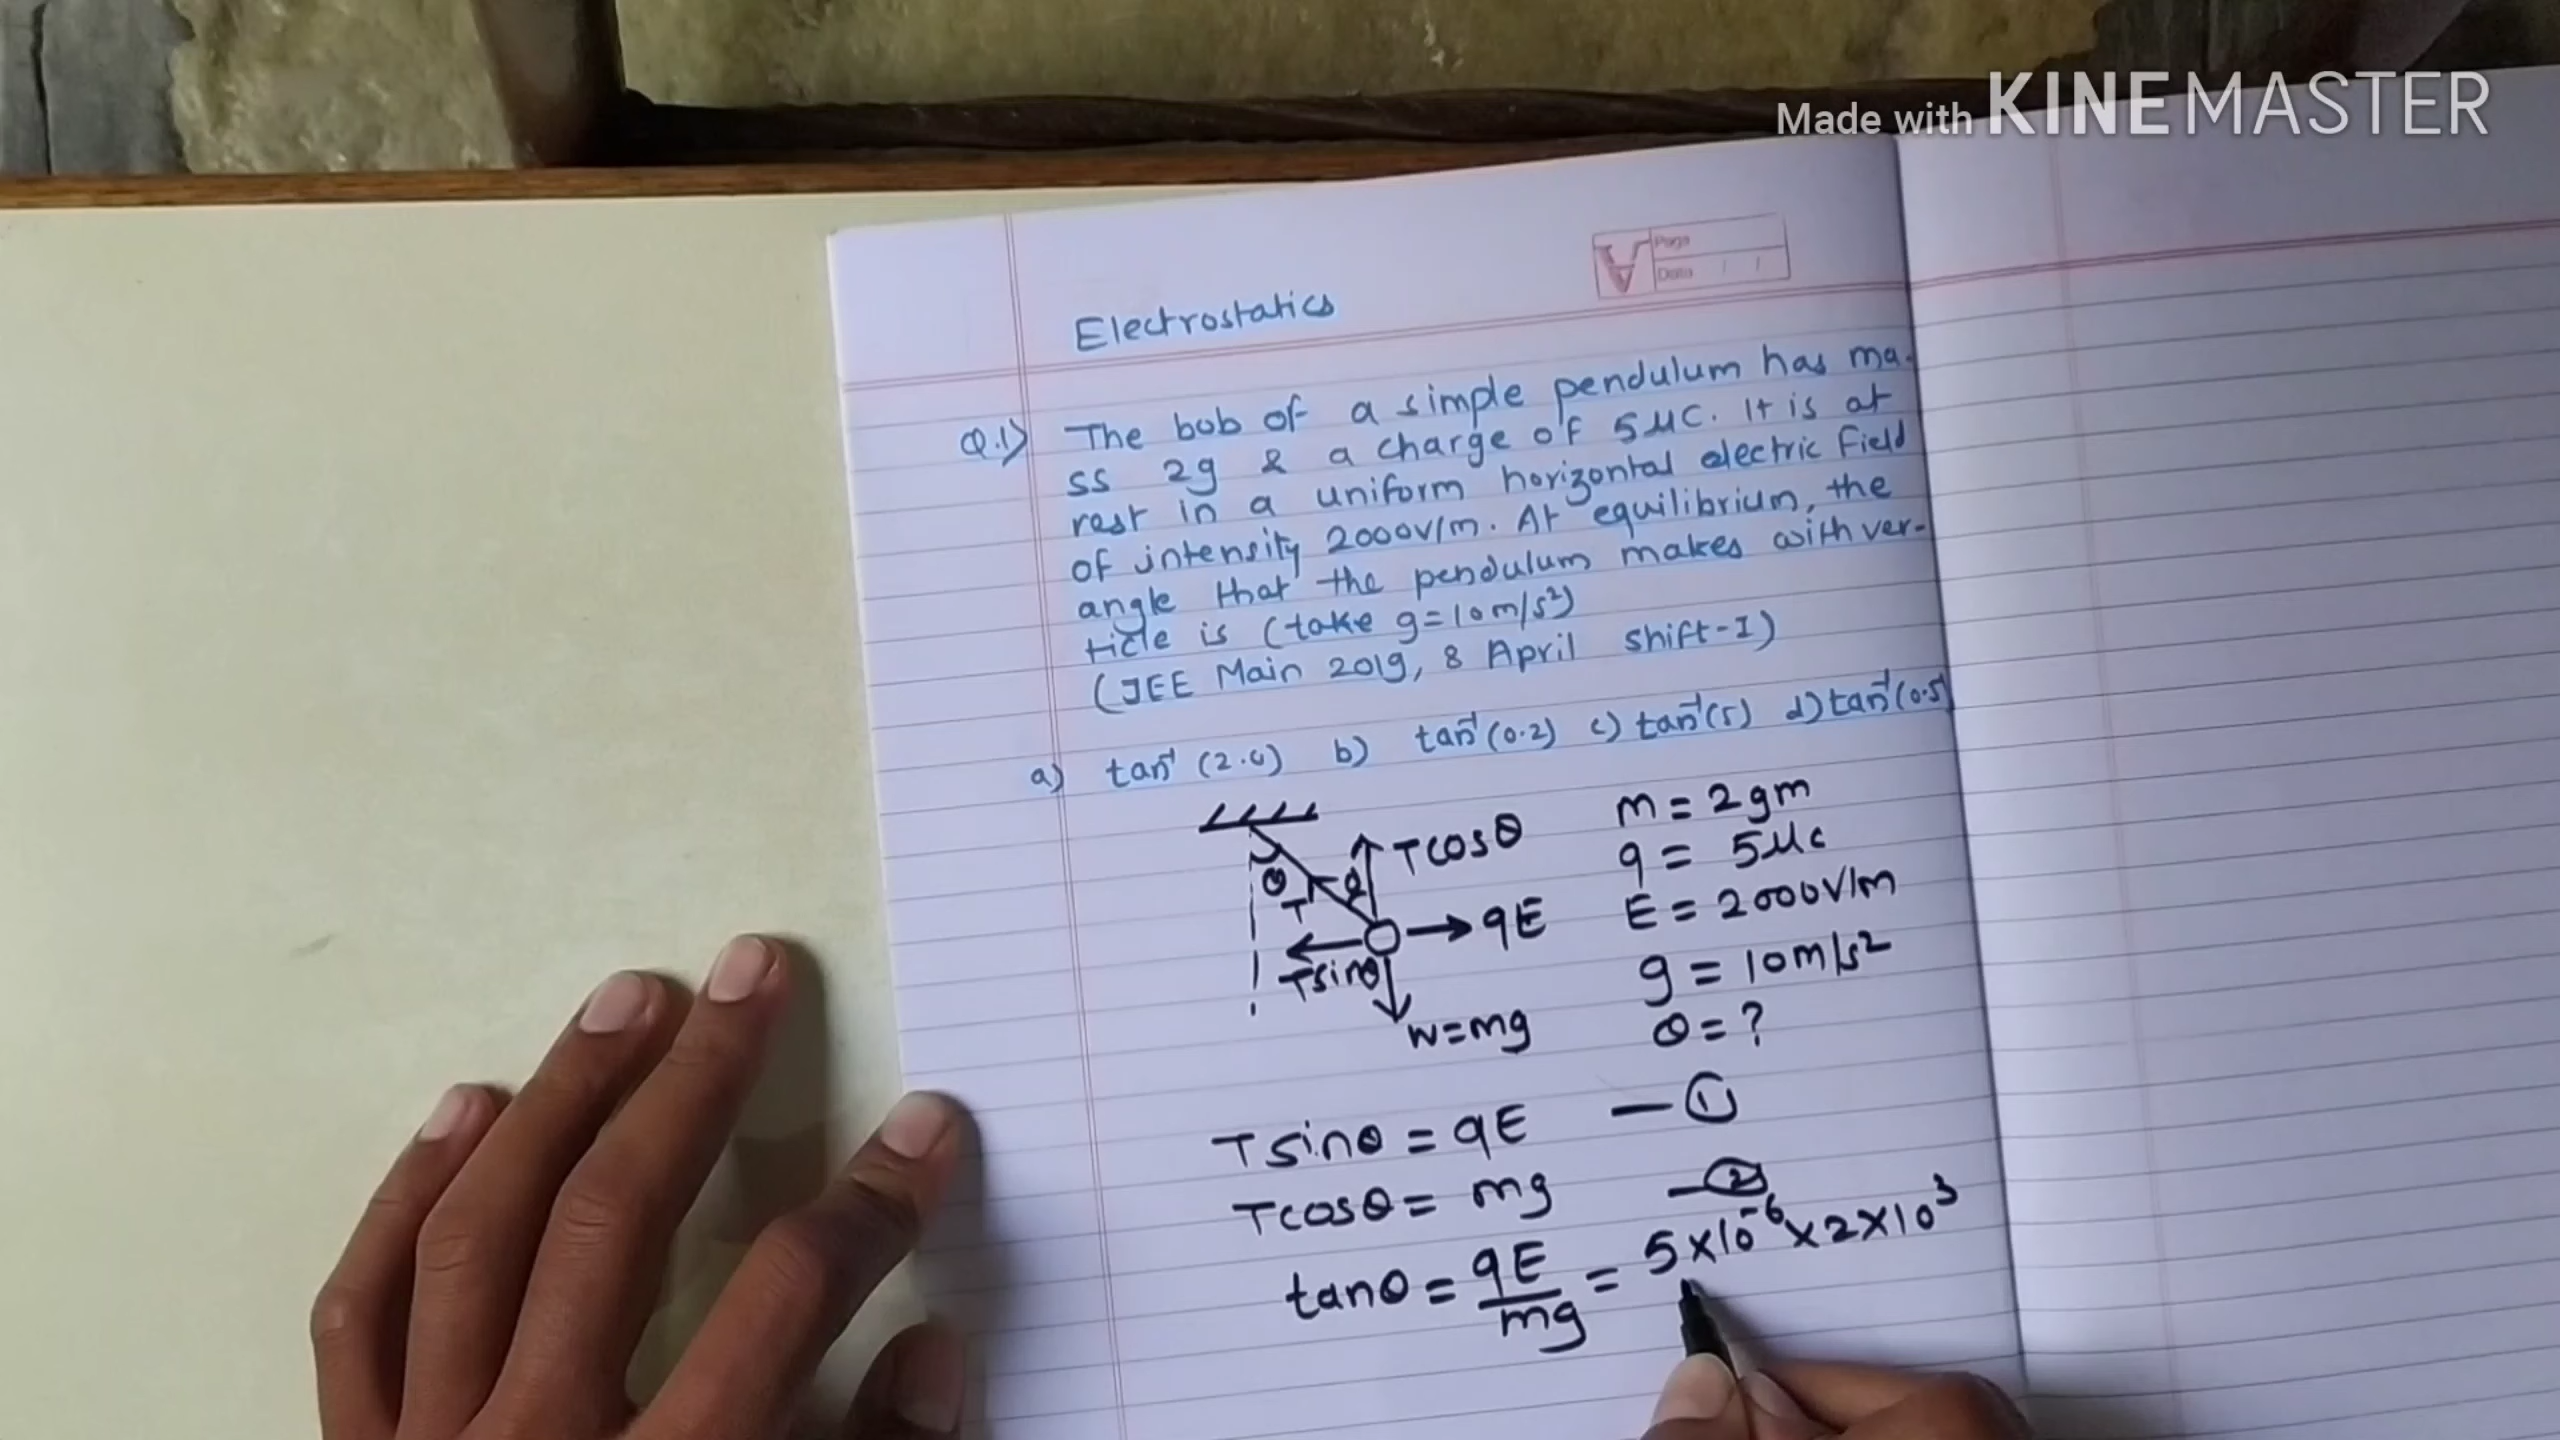 Made with KINEMASTER
Page
Date / /
Electrostatics
Q.1) The bob of a simple pendulum has ma-
ss 2g & a charge of 5μC. It is at
rest in a uniform horizontal electric field
of intensity 2000V/m. At equilibrium, the
angle that the pendulum makes with ver-
ticle is (take g=10m/s²)
(JEE Main 2019, 8 April shift-I)
a) tan⁻¹ (2.0) b) tan⁻¹ (0.2) c) tan⁻¹(5) d) tan⁻¹(0.5)
m = 2gm
Tcosθ
q = 5μc
θ
θ
T
qE
E = 2000V/m
Tsinθ
g = 10m/s²
W=mg
θ = ?
Tsinθ = qE — ①
Tcosθ = mg — ②
tanθ = qE/mg = 5×10⁻⁶×2×10³